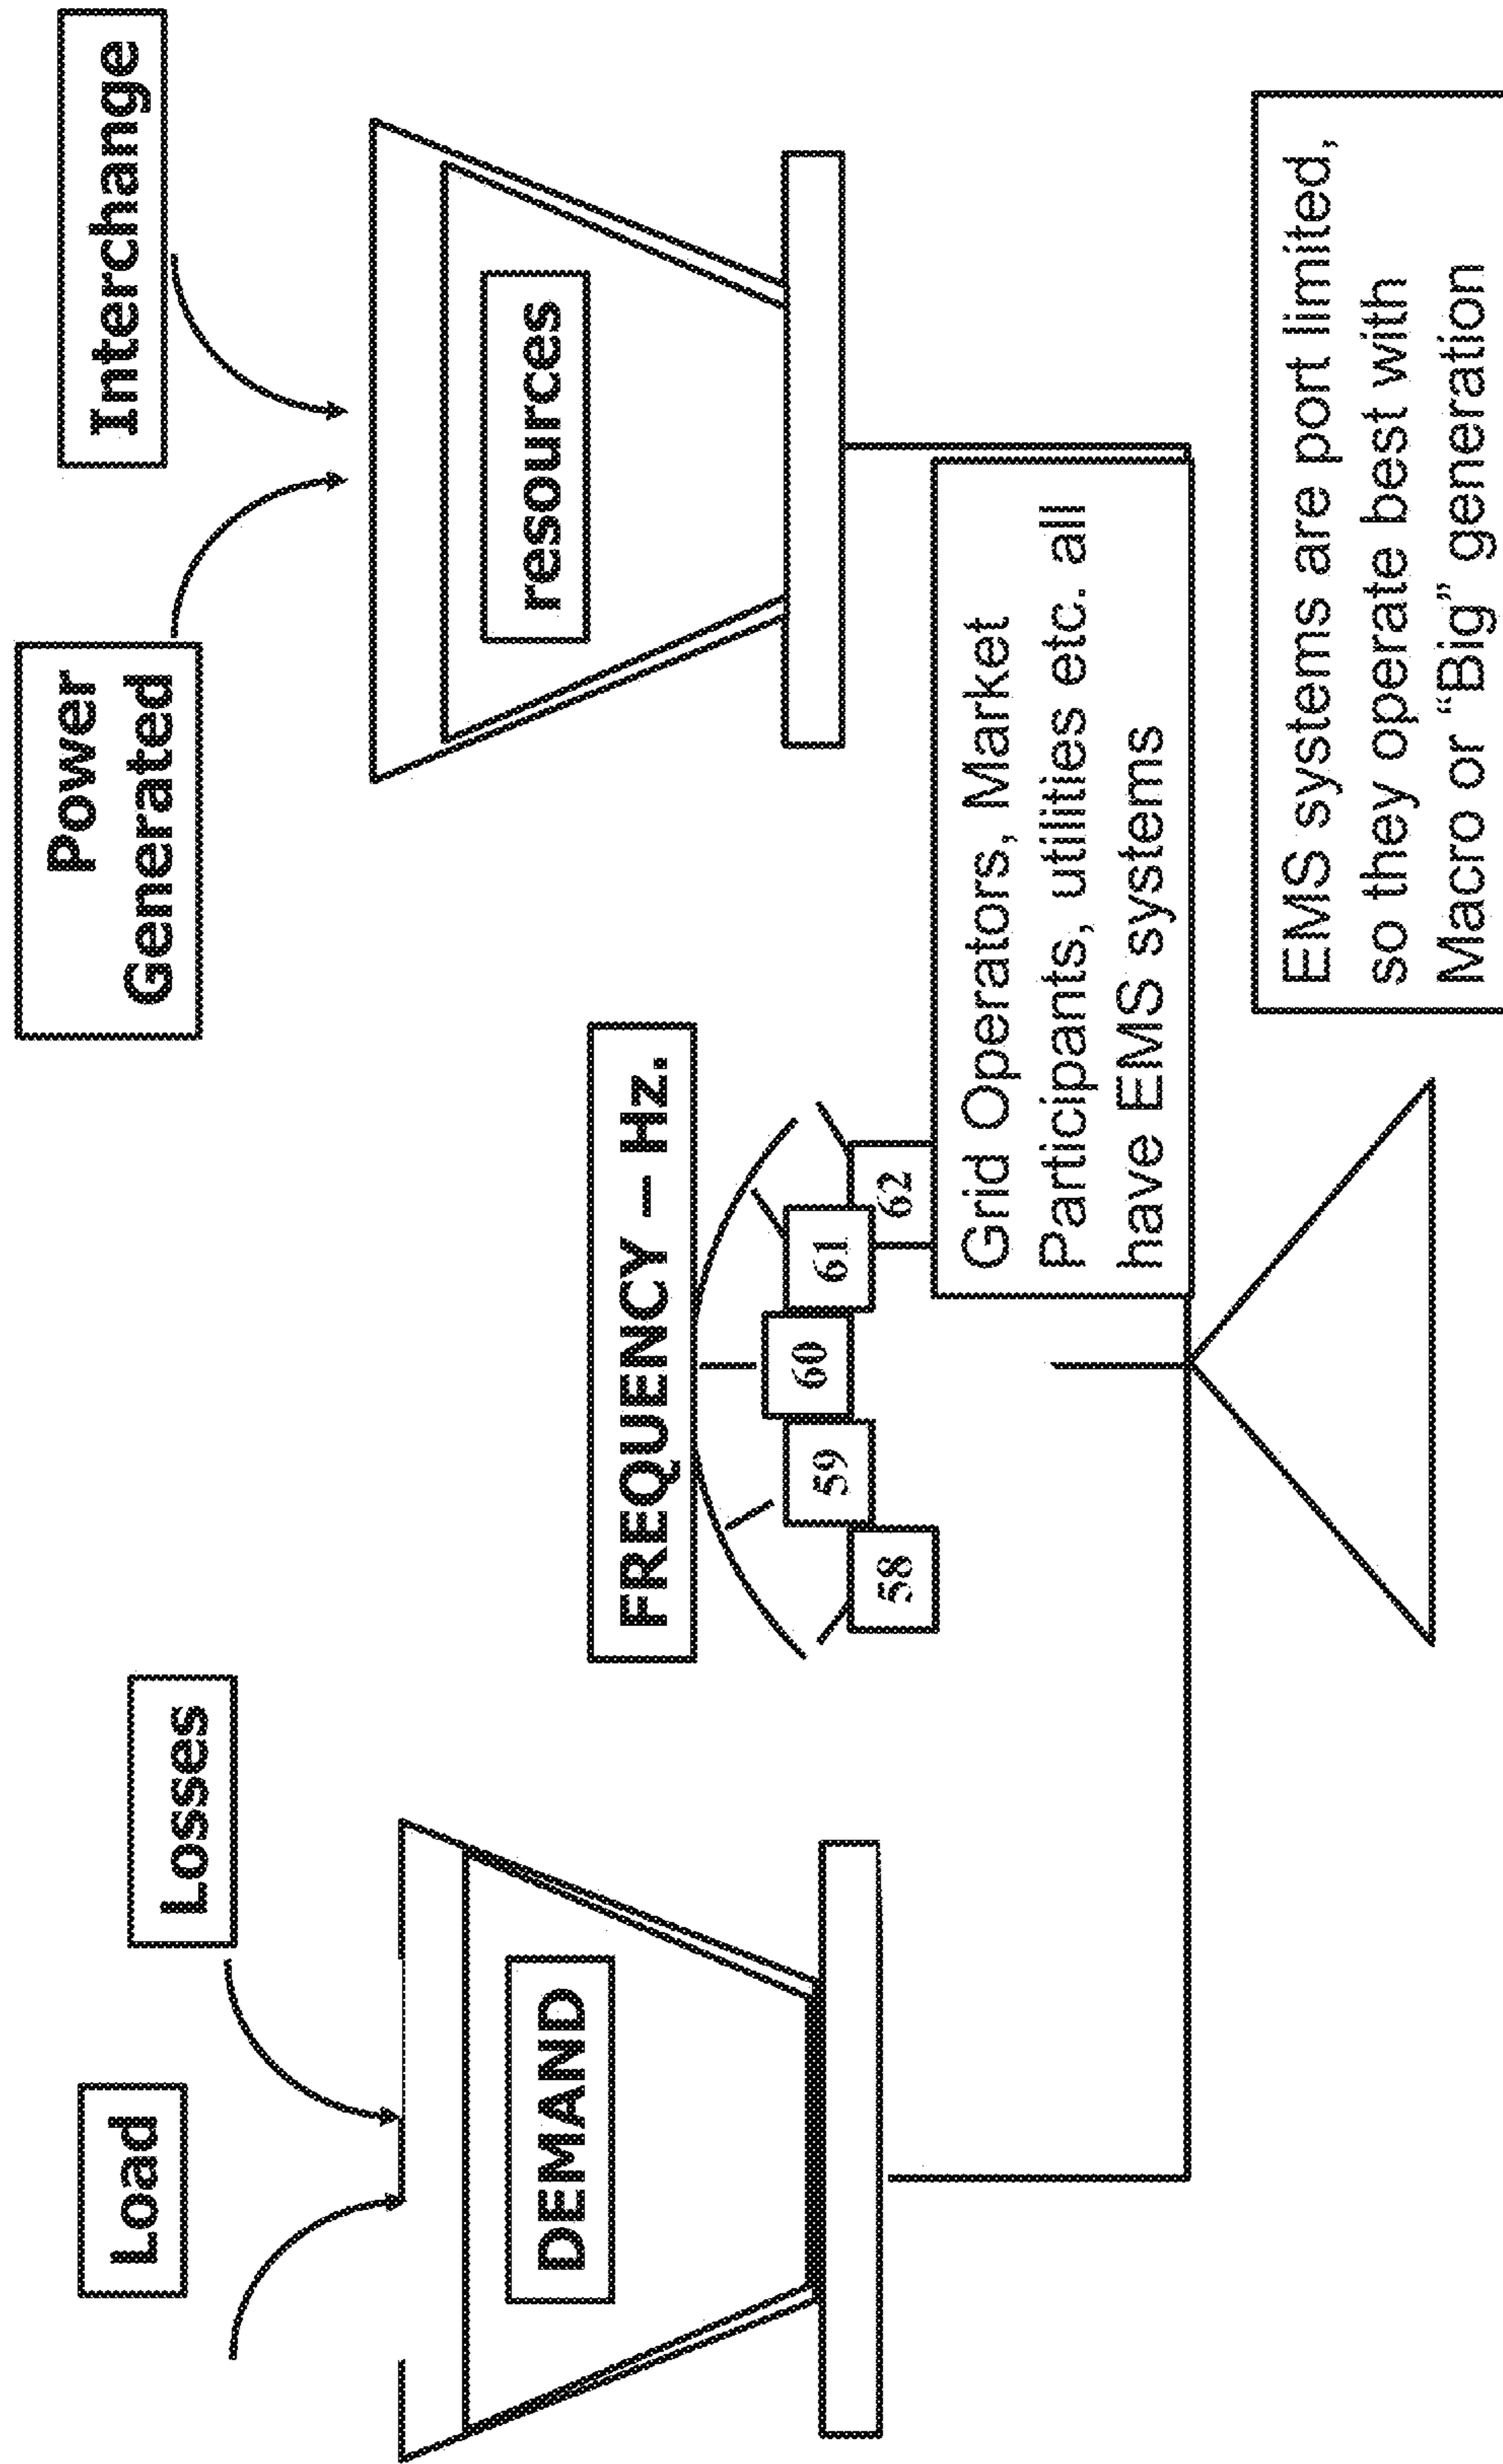 Load
Losses
Power
Generated
Interchange
DEMAND
FREQUENCY – Hz.
58
59
60
61
62
resources
Grid Operators, Market
Participants, utilities etc. all
have EMS systems
EMS systems are port limited,
so they operate best with
Macro or “Big” generation